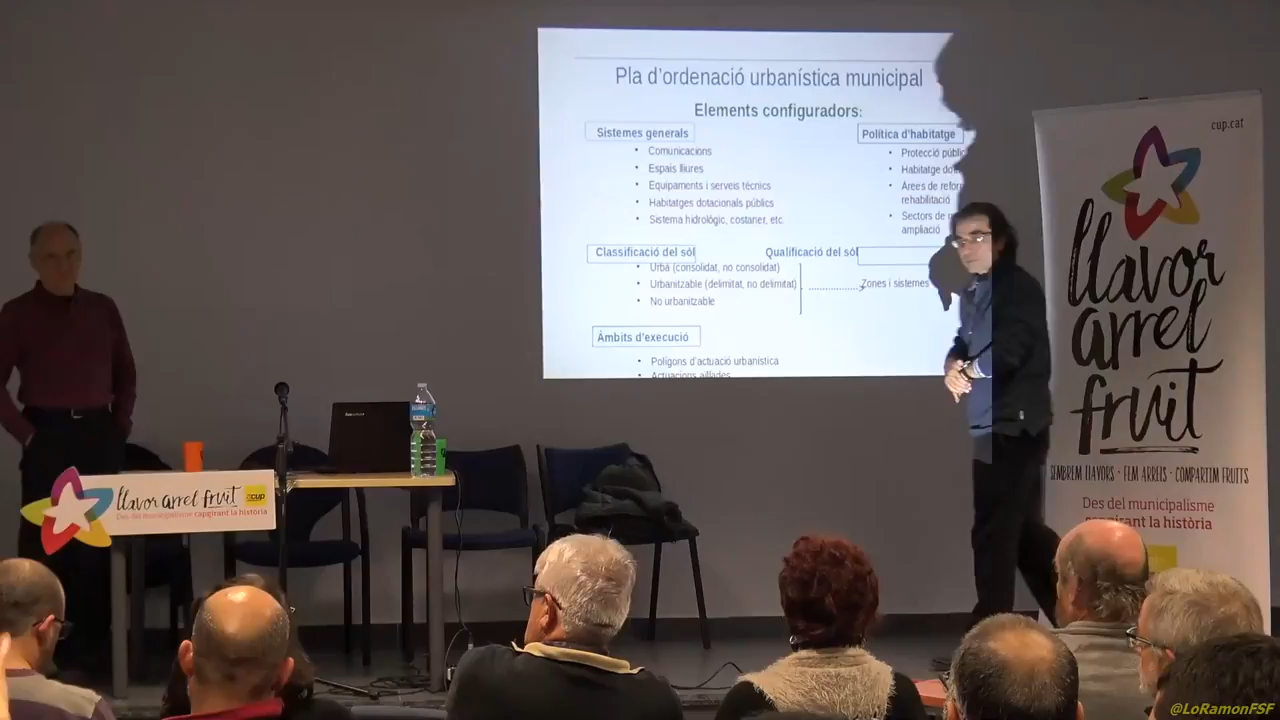 Pla d'ordenació urbanística municipal
Elements configuradors:
Sistemes generals
• Comunicacions
• Espais lliures
• Equipaments i serveis tècnics
• Habitatges dotacionals públics
• Sistema hidrològic, costaner, etc.
Política d'habitatge
• Protecció públic
• Habitatge
• Àrees de
rehabilitació
• Sectors de
ampliació
Classificació del sòl
• Urbà (consolidat, no consolidat)
• Urbanitzable (delimitat, no delimitat)
• No urbanitzable
Qualificació del sòl
Zones i sistemes
Àmbits d'execució
• Polígons d'actuació urbanística
• Actuacions aïllades
cup.cat
llavor
arrel
fruit
SEMBREM LLAVORS · FEM ARRELS · COMPARTIM FRUITS
Des del municipalisme
capgirant la història
llavor arrel fruit
cup
Des del municipalisme capgirant la història
@LoRamonFSF